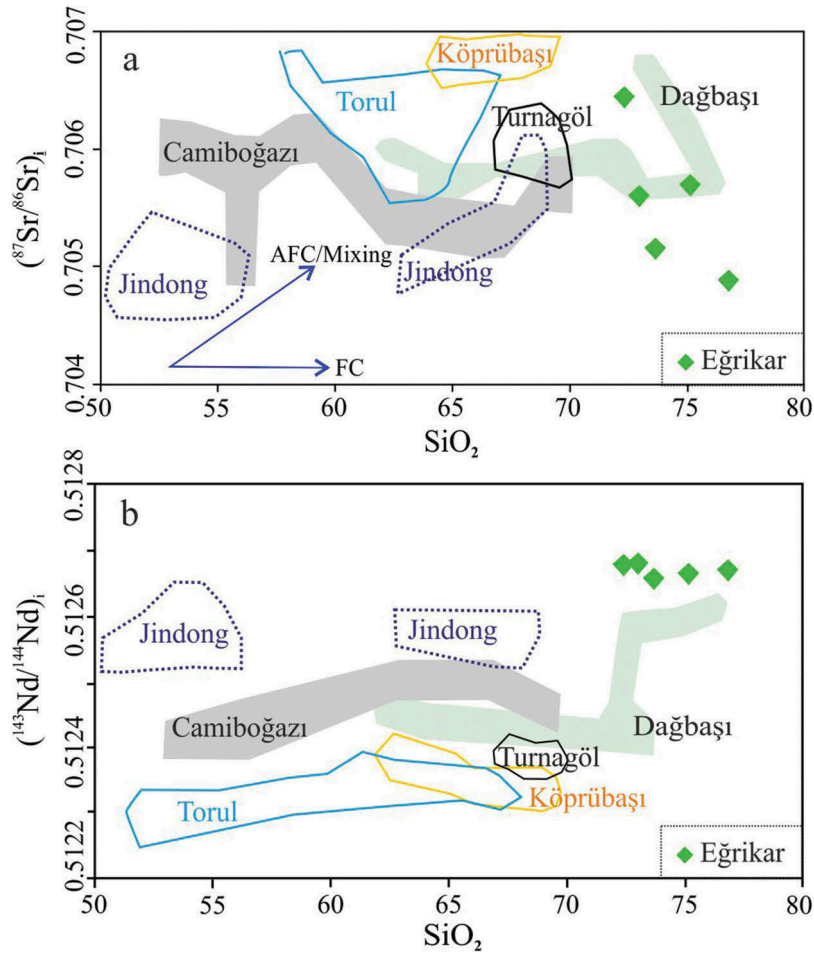 a
0.707
0.706
0.705
0.704
(⁸⁷Sr/⁸⁶Sr)ᵢ
Köprübaşı
Torul
Dağbaşı
Turnagöl
Camiboğazı
AFC/Mixing
Jindong
Jindong
FC
Eğrikar
50 55 60 65 70 75 80
SiO₂
b
0.5128
0.5126
0.5124
0.5122
(¹⁴³Nd/¹⁴⁴Nd)ᵢ
Jindong
Jindong
Camiboğazı
Dağbaşı
Turnagöl
Torul
Köprübaşı
Eğrikar
50 55 60 65 70 75 80
SiO₂